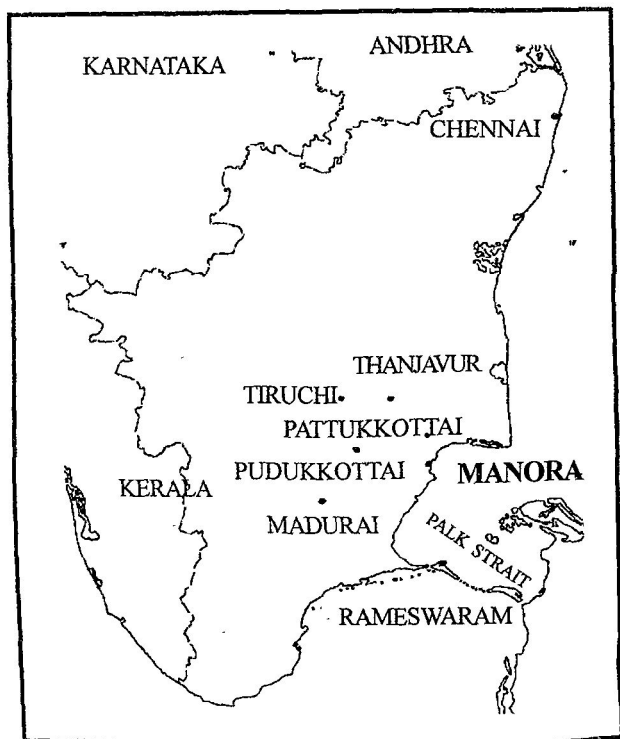 ANDHRA
KARNATAKA
CHENNAI
THANJAVUR
TIRUCHI
PATTUKKOTTAI
PUDUKKOTTAI
MANORA
KERALA
MADURAI
PALK STRAIT
RAMESWARAM